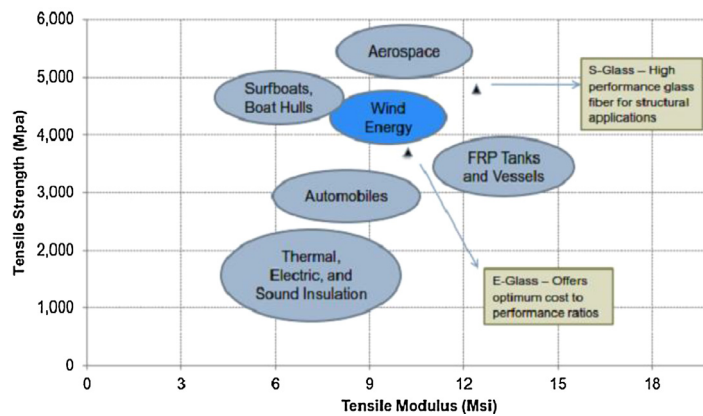 6,000
5,000
4,000
3,000
2,000
1,000
0
Tensile Strength (Mpa)
0
3
6
9
12
15
18
Tensile Modulus (Msi)
Aerospace
Surfboats,
Boat Hulls
Wind
Energy
FRP Tanks
and Vessels
Automobiles
Thermal,
Electric, and
Sound Insulation
S-Glass – High
performance glass
fiber for structural
applications
E-Glass – Offers
optimum cost to
performance ratios